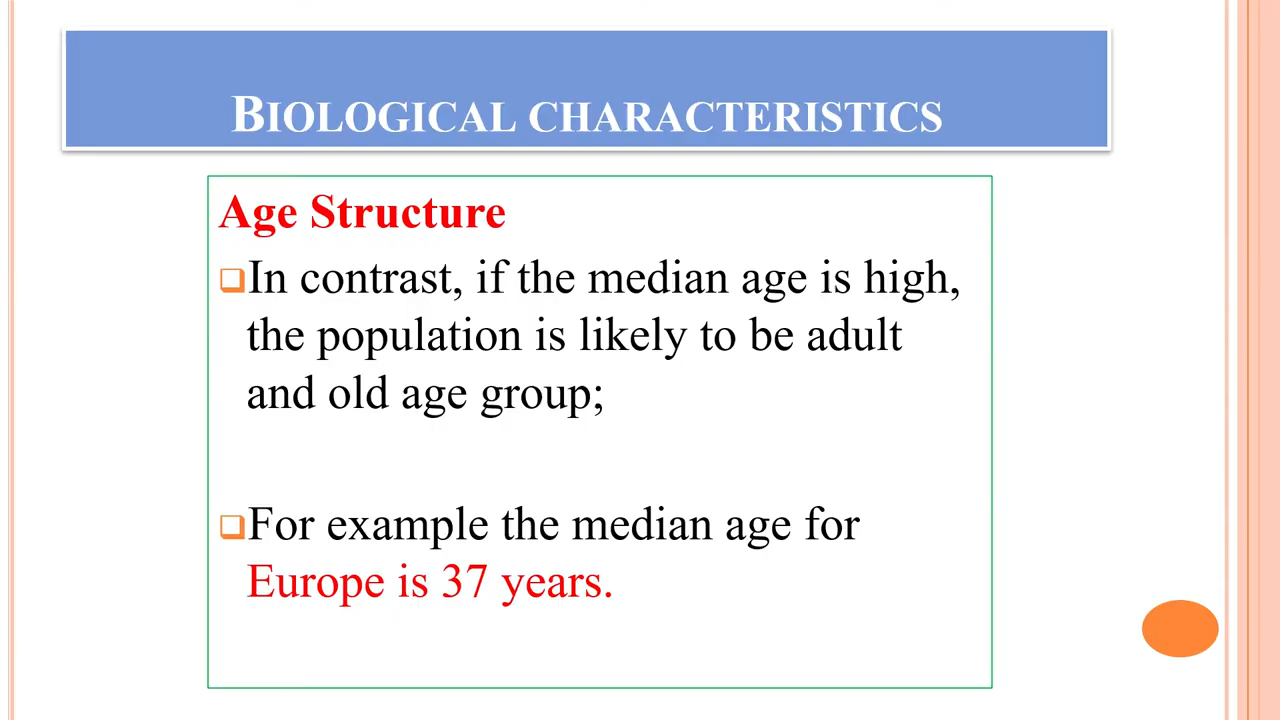 BIOLOGICAL CHARACTERISTICS
Age Structure
In contrast, if the median age is high,
the population is likely to be adult
and old age group;
For example the median age for
Europe is 37 years.